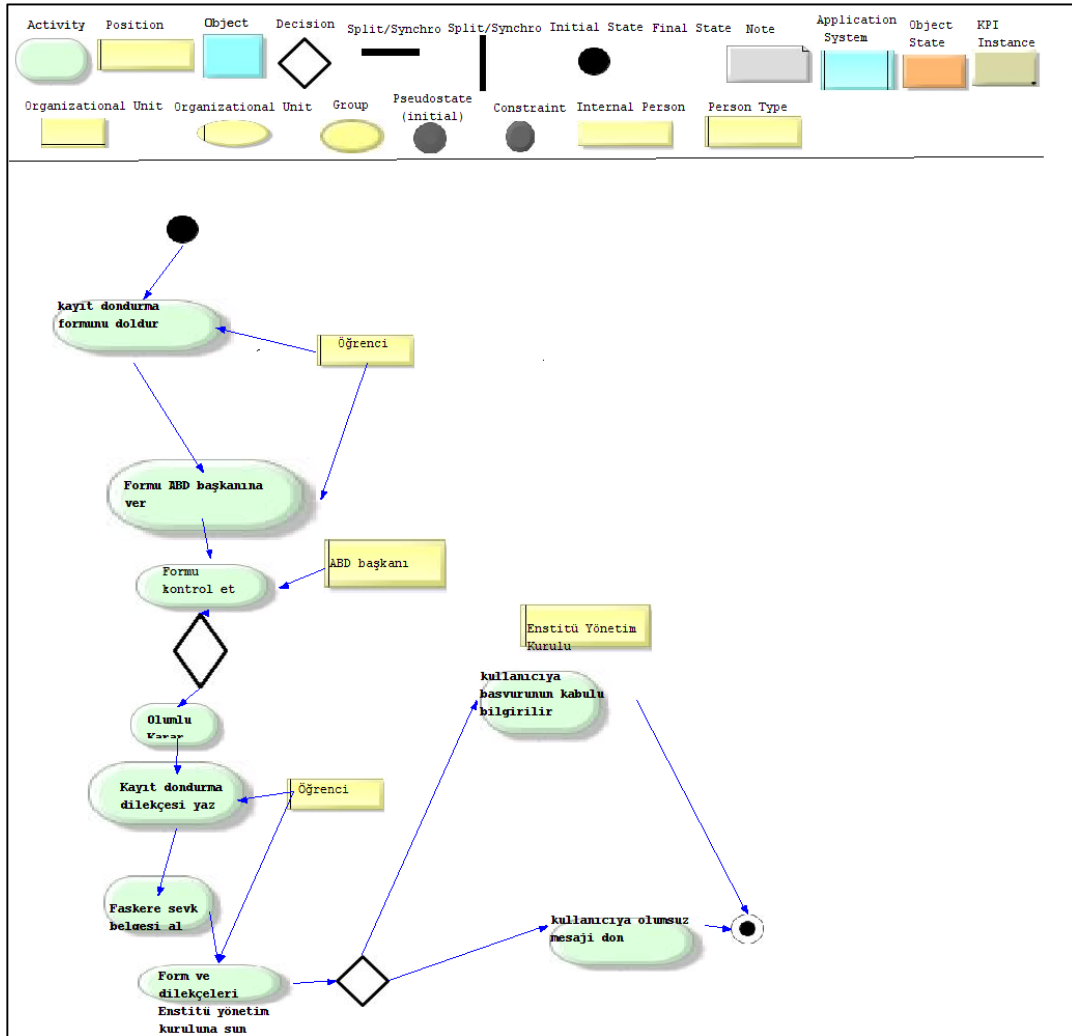 Activity
Position
Object
Decision
Split/Synchro
Split/Synchro
Initial State
Final State
Note
Application
System
Object
State
KPI
Instance
Organizational Unit
Organizational Unit
Group
Pseudostate
(initial)
Constraint
Internal Person
Person Type
kayıt dondurma
formunu doldur
Öğrenci
Formu ABD başkanına
ver
Formu
kontrol et
ABD başkanı
Enstitü Yönetim
Kurulu
kullanıcıya
basvurunun kabulu
bilgirilir
Olumlu
Karar
Kayıt dondurma
dilekçesi yaz
Öğrenci
Faskere sevk
belgesi al
kullanıcıya olumsuz
mesaji don
Form ve
dilekçeleri
Enstitü yönetim
kuruluna sun